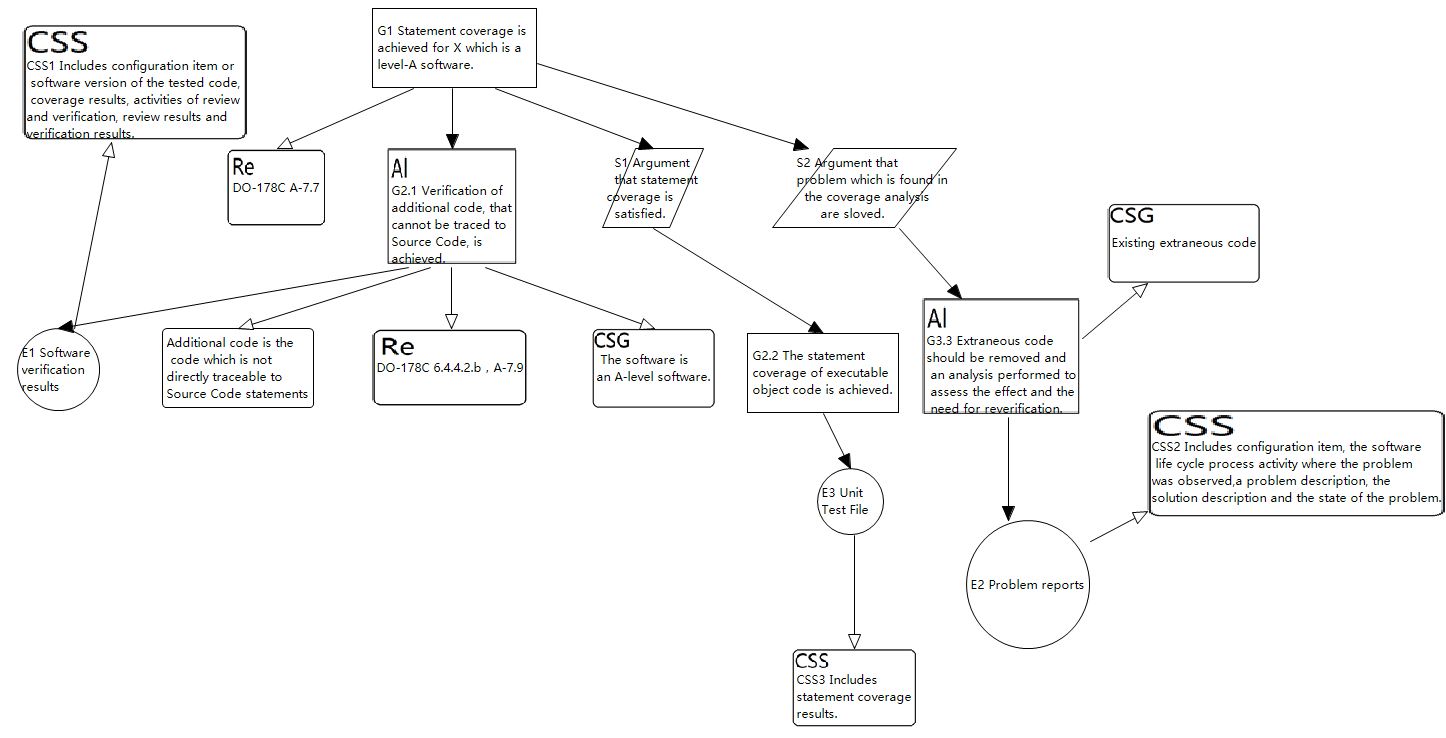 G1 Statement coverage is
achieved for X which is a
level-A software.
CSS
CSS1 Includes configuration item or
software version of the tested code,
coverage results, activities of review
and verification, review results and
verification results.
Re
DO-178C A-7.7
AI
G2.1 Verification of
additional code, that
cannot be traced to
Source Code, is
achieved.
S1 Argument
that statement
coverage is
satisfied.
S2 Argument that
problem which is found in
the coverage analysis
are sloved.
CSG
Existing extraneous code
E1 Software
verification
results
Additional code is the
code which is not
directly traceable to
Source Code statements
Re
DO-178C 6.4.4.2.b , A-7.9
CSG
The software is
an A-level software.
G2.2 The statement
coverage of executable
object code is achieved.
AI
G3.3 Extraneous code
should be removed and
an analysis performed to
assess the effect and the
need for reverification.
CSS
CSS2 Includes configuration item, the software
life cycle process activity where the problem
was observed,a problem description, the
solution description and the state of the problem.
E3 Unit
Test File
E2 Problem reports
CSS
CSS3 Includes
statement coverage
results.